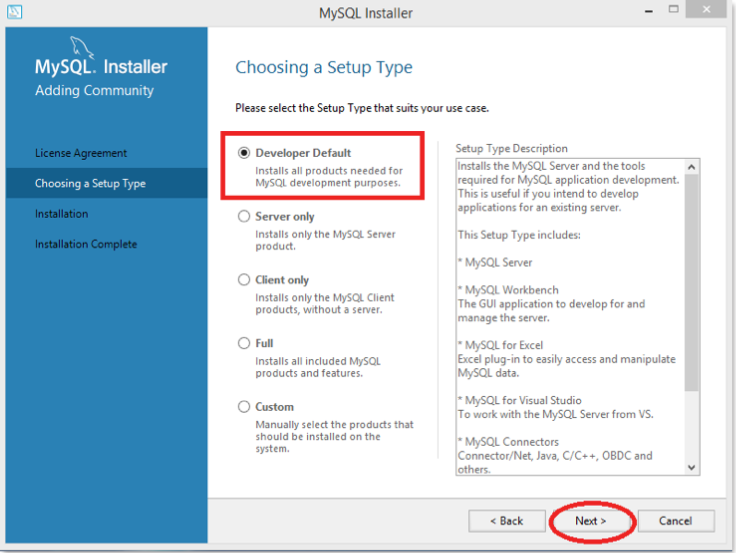 MySQL Installer
MySQL. Installer
Adding Community
License Agreement
Choosing a Setup Type
Installation
Installation Complete
Choosing a Setup Type
Please select the Setup Type that suits your use case.
Developer Default
Installs all products needed for
MySQL development purposes.
Server only
Installs only the MySQL Server
product.
Client only
Installs only the MySQL Client
products, without a server.
Full
Installs all included MySQL
products and features.
Custom
Manually select the products that
should be installed on the
system.
Setup Type Description
Installs the MySQL Server and the tools
required for MySQL application development.
This is useful if you intend to develop
applications for an existing server.
This Setup Type includes:
* MySQL Server
* MySQL Workbench
The GUI application to develop for and
manage the server.
* MySQL for Excel
Excel plug-in to easily access and manipulate
MySQL data.
* MySQL for Visual Studio
To work with the MySQL Server from VS.
* MySQL Connectors
Connector/Net, Java, C/C++, OBDC and
others.
< Back
Next >
Cancel